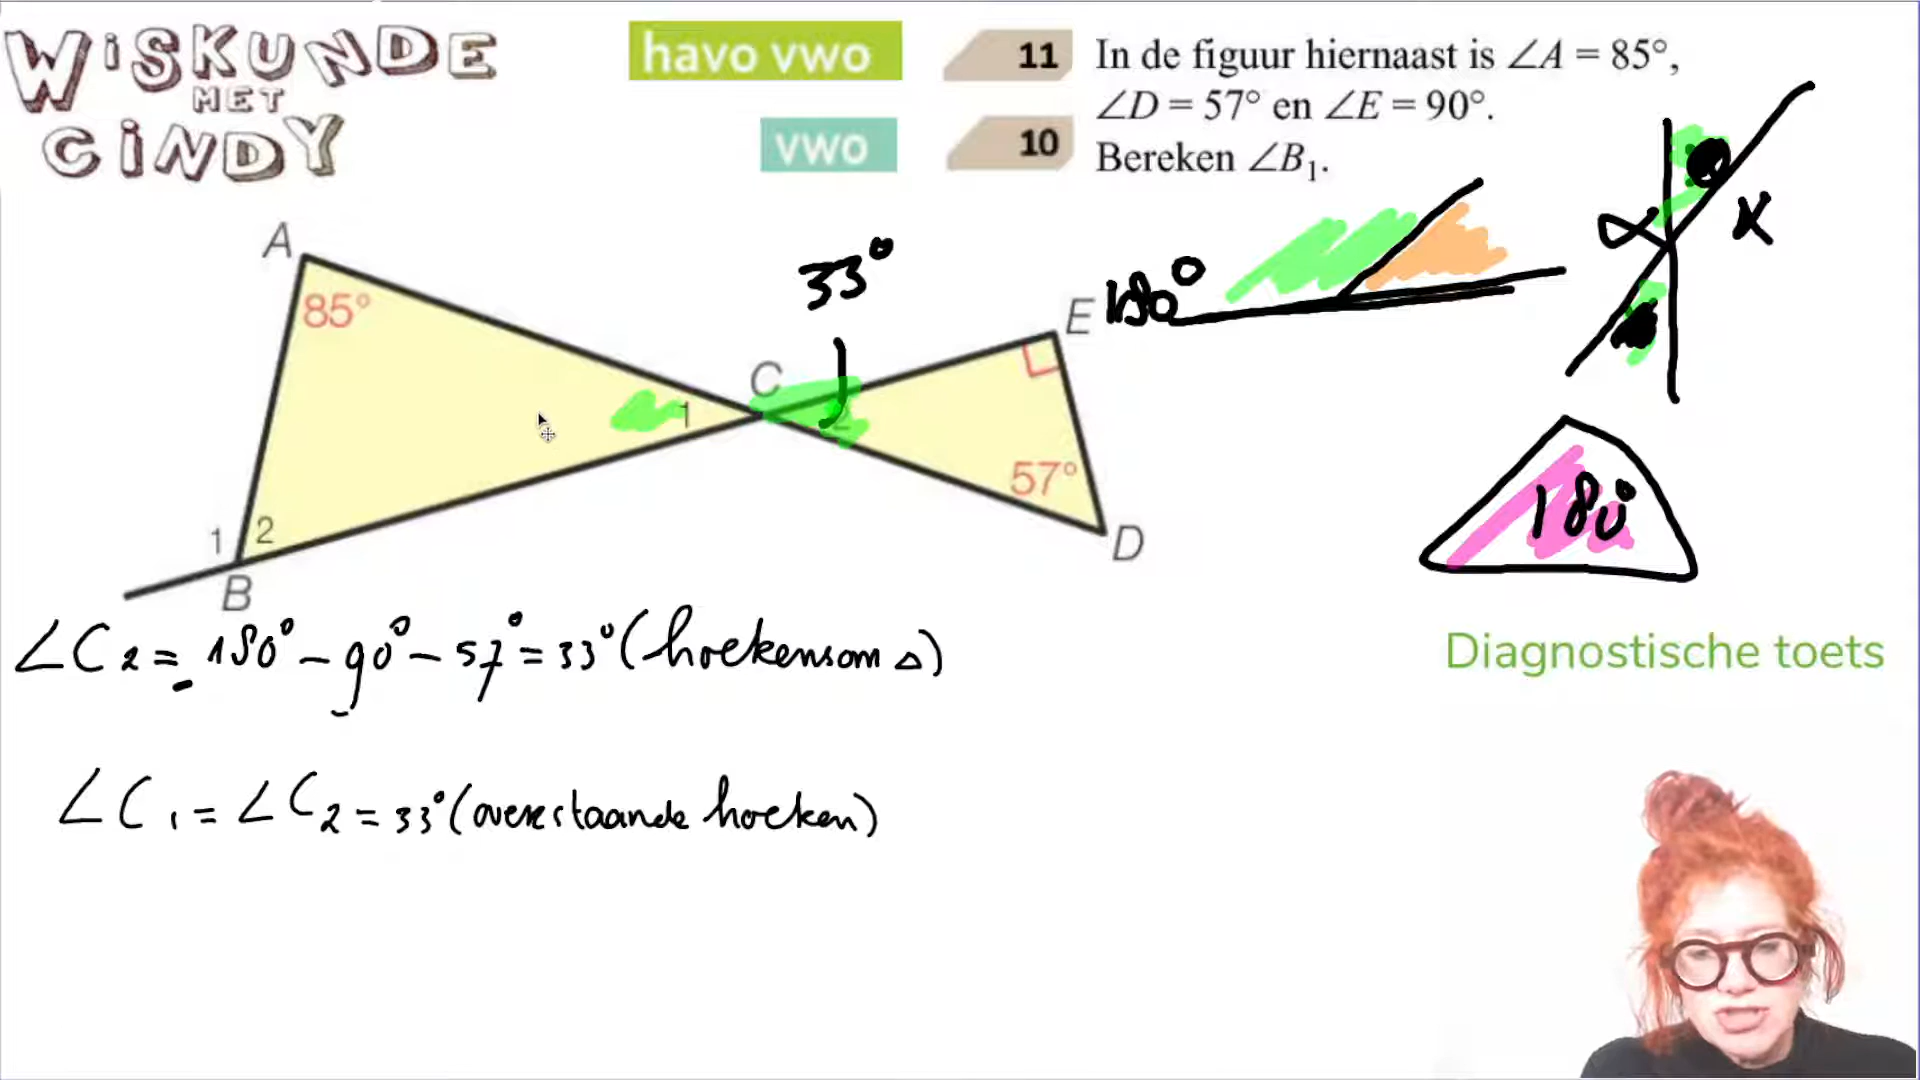 WiSKUNDE
MET
CiNDY
havo vwo
11
In de figuur hiernaast is ∠A = 85°,
∠D = 57° en ∠E = 90°.
vwo
10
Bereken ∠B₁.
A
85°
33°
C
1
2
E
180°
57°
D
1
2
B
180°
∠C₂ = 180° - 90° - 57° = 33° (hoekensom △)
Diagnostische toets
∠C₁ = ∠C₂ = 33° (overstaande hoeken)